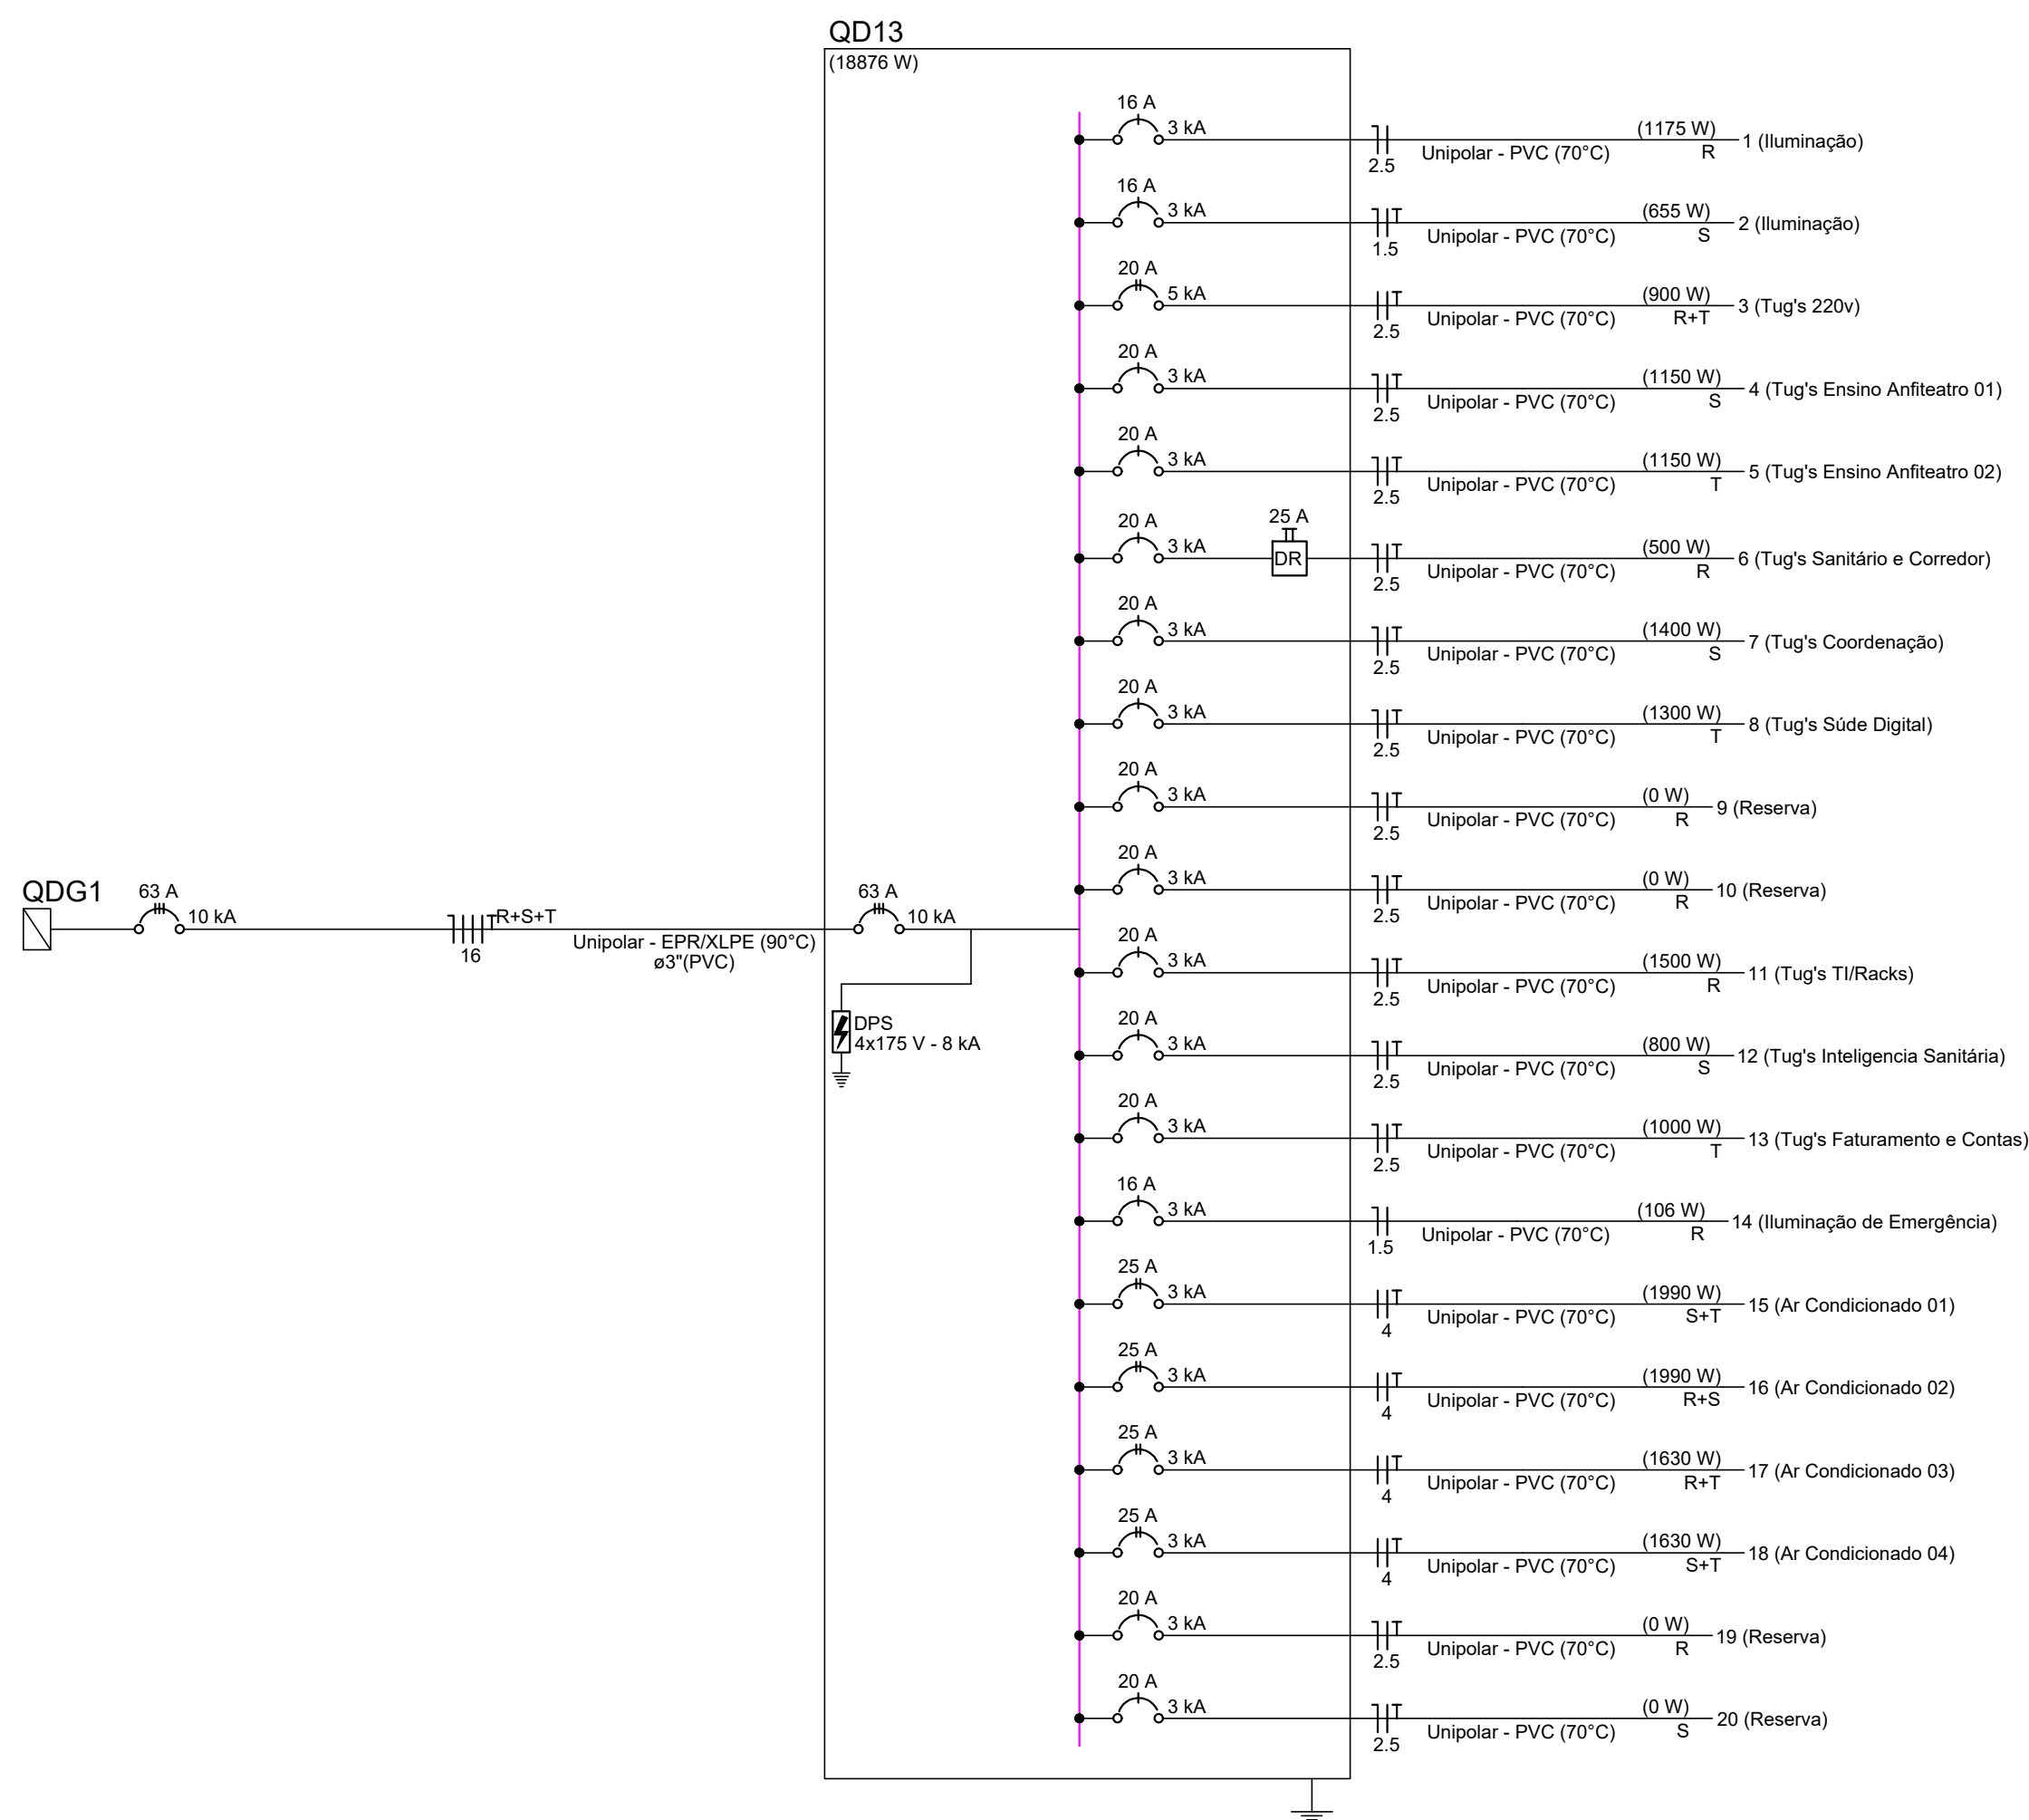 QD13
(18876 W)
16 A
3 kA
2.5
Unipolar - PVC (70°C)
(1175 W)
R
1 (Iluminação)
16 A
3 kA
1.5
Unipolar - PVC (70°C)
(655 W)
S
2 (Iluminação)
20 A
5 kA
2.5
Unipolar - PVC (70°C)
(900 W)
R+T
3 (Tug's 220v)
20 A
3 kA
2.5
Unipolar - PVC (70°C)
(1150 W)
S
4 (Tug's Ensino Anfiteatro 01)
20 A
3 kA
2.5
Unipolar - PVC (70°C)
(1150 W)
T
5 (Tug's Ensino Anfiteatro 02)
20 A
3 kA
25 A
DR
2.5
Unipolar - PVC (70°C)
(500 W)
R
6 (Tug's Sanitário e Corredor)
20 A
3 kA
2.5
Unipolar - PVC (70°C)
(1400 W)
S
7 (Tug's Coordenação)
20 A
3 kA
2.5
Unipolar - PVC (70°C)
(1300 W)
T
8 (Tug's Súde Digital)
20 A
3 kA
2.5
Unipolar - PVC (70°C)
(0 W)
R
9 (Reserva)
20 A
3 kA
2.5
Unipolar - PVC (70°C)
(0 W)
R
10 (Reserva)
QDG1
63 A
10 kA
R+S+T
16
Unipolar - EPR/XLPE (90°C)
ø3"(PVC)
63 A
10 kA
DPS
4x175 V - 8 kA
20 A
3 kA
2.5
Unipolar - PVC (70°C)
(1500 W)
R
11 (Tug's TI/Racks)
20 A
3 kA
2.5
Unipolar - PVC (70°C)
(800 W)
S
12 (Tug's Inteligencia Sanitária)
20 A
3 kA
2.5
Unipolar - PVC (70°C)
(1000 W)
T
13 (Tug's Faturamento e Contas)
16 A
3 kA
1.5
Unipolar - PVC (70°C)
(106 W)
R
14 (Iluminação de Emergência)
25 A
3 kA
4
Unipolar - PVC (70°C)
(1990 W)
S+T
15 (Ar Condicionado 01)
25 A
3 kA
4
Unipolar - PVC (70°C)
(1990 W)
R+S
16 (Ar Condicionado 02)
25 A
3 kA
4
Unipolar - PVC (70°C)
(1630 W)
R+T
17 (Ar Condicionado 03)
25 A
3 kA
4
Unipolar - PVC (70°C)
(1630 W)
S+T
18 (Ar Condicionado 04)
20 A
3 kA
2.5
Unipolar - PVC (70°C)
(0 W)
R
19 (Reserva)
20 A
3 kA
2.5
Unipolar - PVC (70°C)
(0 W)
S
20 (Reserva)